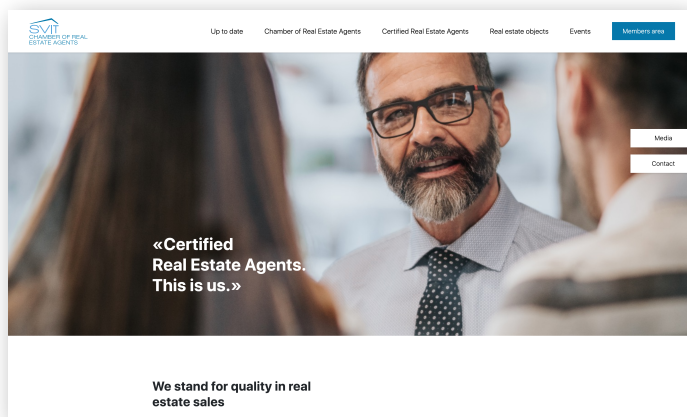 SVIT
CHAMBER OF REAL
ESTATE AGENTS
Up to date
Chamber of Real Estate Agents
Certified Real Estate Agents
Real estate objects
Events
Members area
Media
Contact
«Certified
Real Estate Agents.
This is us.»
We stand for quality in real
estate sales